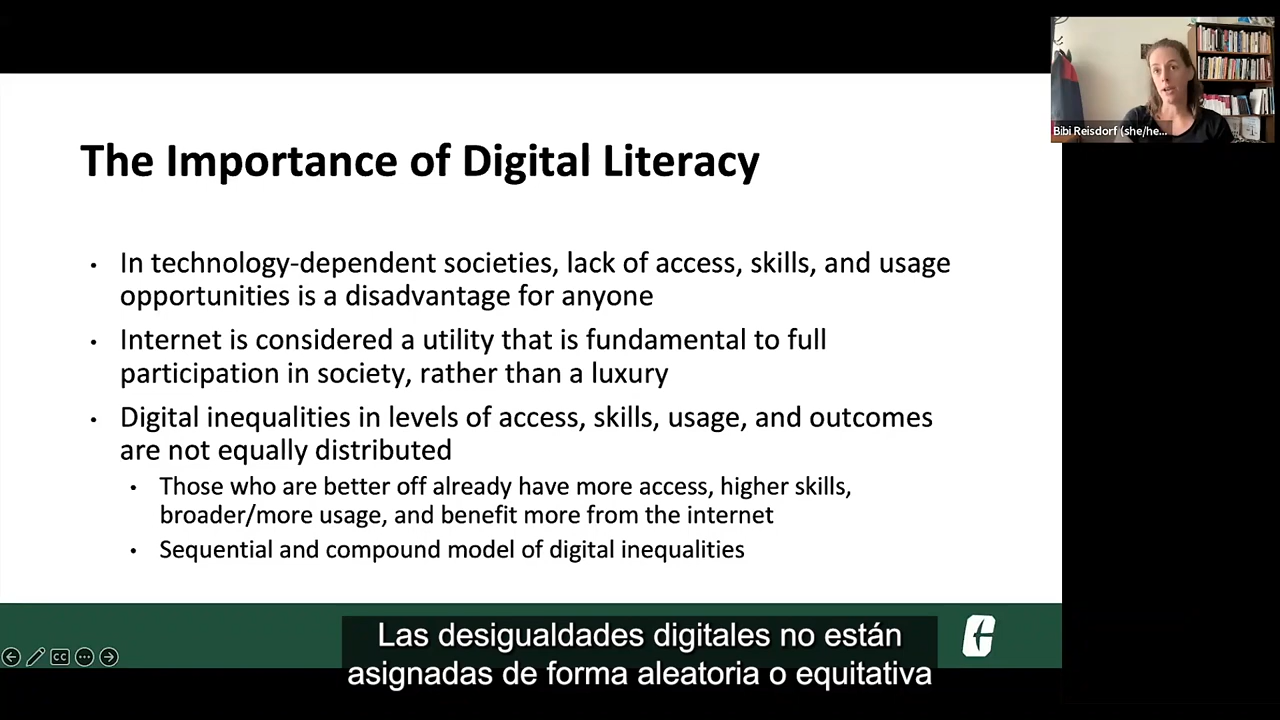 The Importance of Digital Literacy
Bibi Reisdorf (she/he...
• In technology-dependent societies, lack of access, skills, and usage
opportunities is a disadvantage for anyone
• Internet is considered a utility that is fundamental to full
participation in society, rather than a luxury
• Digital inequalities in levels of access, skills, usage, and outcomes
are not equally distributed
• Those who are better off already have more access, higher skills,
broader/more usage, and benefit more from the internet
• Sequential and compound model of digital inequalities
CC
Las desigualdades digitales no están
asignadas de forma aleatoria o equitativa